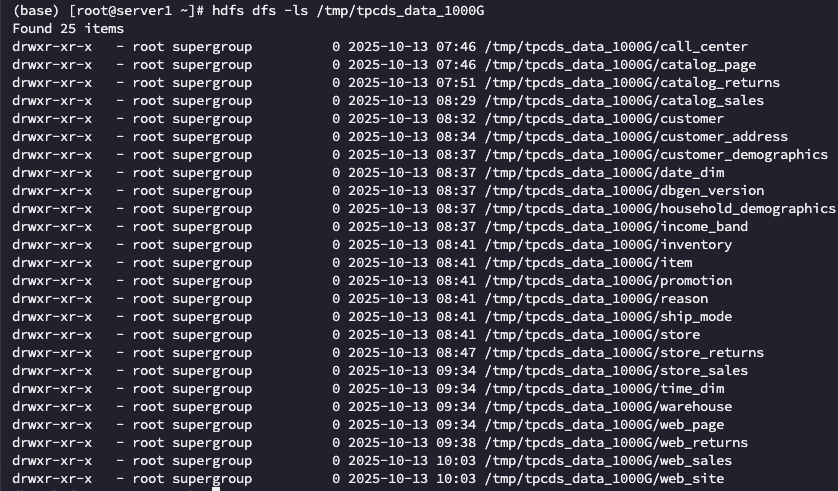 (base) [root@server1 ~]# hdfs dfs -ls /tmp/tpcds_data_1000G
Found 25 items
drwxr-xr-x   - root supergroup          0 2025-10-13 07:46 /tmp/tpcds_data_1000G/call_center
drwxr-xr-x   - root supergroup          0 2025-10-13 07:46 /tmp/tpcds_data_1000G/catalog_page
drwxr-xr-x   - root supergroup          0 2025-10-13 07:51 /tmp/tpcds_data_1000G/catalog_returns
drwxr-xr-x   - root supergroup          0 2025-10-13 08:29 /tmp/tpcds_data_1000G/catalog_sales
drwxr-xr-x   - root supergroup          0 2025-10-13 08:32 /tmp/tpcds_data_1000G/customer
drwxr-xr-x   - root supergroup          0 2025-10-13 08:34 /tmp/tpcds_data_1000G/customer_address
drwxr-xr-x   - root supergroup          0 2025-10-13 08:37 /tmp/tpcds_data_1000G/customer_demographics
drwxr-xr-x   - root supergroup          0 2025-10-13 08:37 /tmp/tpcds_data_1000G/date_dim
drwxr-xr-x   - root supergroup          0 2025-10-13 08:37 /tmp/tpcds_data_1000G/dbgen_version
drwxr-xr-x   - root supergroup          0 2025-10-13 08:37 /tmp/tpcds_data_1000G/household_demographics
drwxr-xr-x   - root supergroup          0 2025-10-13 08:37 /tmp/tpcds_data_1000G/income_band
drwxr-xr-x   - root supergroup          0 2025-10-13 08:41 /tmp/tpcds_data_1000G/inventory
drwxr-xr-x   - root supergroup          0 2025-10-13 08:41 /tmp/tpcds_data_1000G/item
drwxr-xr-x   - root supergroup          0 2025-10-13 08:41 /tmp/tpcds_data_1000G/promotion
drwxr-xr-x   - root supergroup          0 2025-10-13 08:41 /tmp/tpcds_data_1000G/reason
drwxr-xr-x   - root supergroup          0 2025-10-13 08:41 /tmp/tpcds_data_1000G/ship_mode
drwxr-xr-x   - root supergroup          0 2025-10-13 08:41 /tmp/tpcds_data_1000G/store
drwxr-xr-x   - root supergroup          0 2025-10-13 08:47 /tmp/tpcds_data_1000G/store_returns
drwxr-xr-x   - root supergroup          0 2025-10-13 09:34 /tmp/tpcds_data_1000G/store_sales
drwxr-xr-x   - root supergroup          0 2025-10-13 09:34 /tmp/tpcds_data_1000G/time_dim
drwxr-xr-x   - root supergroup          0 2025-10-13 09:34 /tmp/tpcds_data_1000G/warehouse
drwxr-xr-x   - root supergroup          0 2025-10-13 09:34 /tmp/tpcds_data_1000G/web_page
drwxr-xr-x   - root supergroup          0 2025-10-13 09:38 /tmp/tpcds_data_1000G/web_returns
drwxr-xr-x   - root supergroup          0 2025-10-13 10:03 /tmp/tpcds_data_1000G/web_sales
drwxr-xr-x   - root supergroup          0 2025-10-13 10:03 /tmp/tpcds_data_1000G/web_site